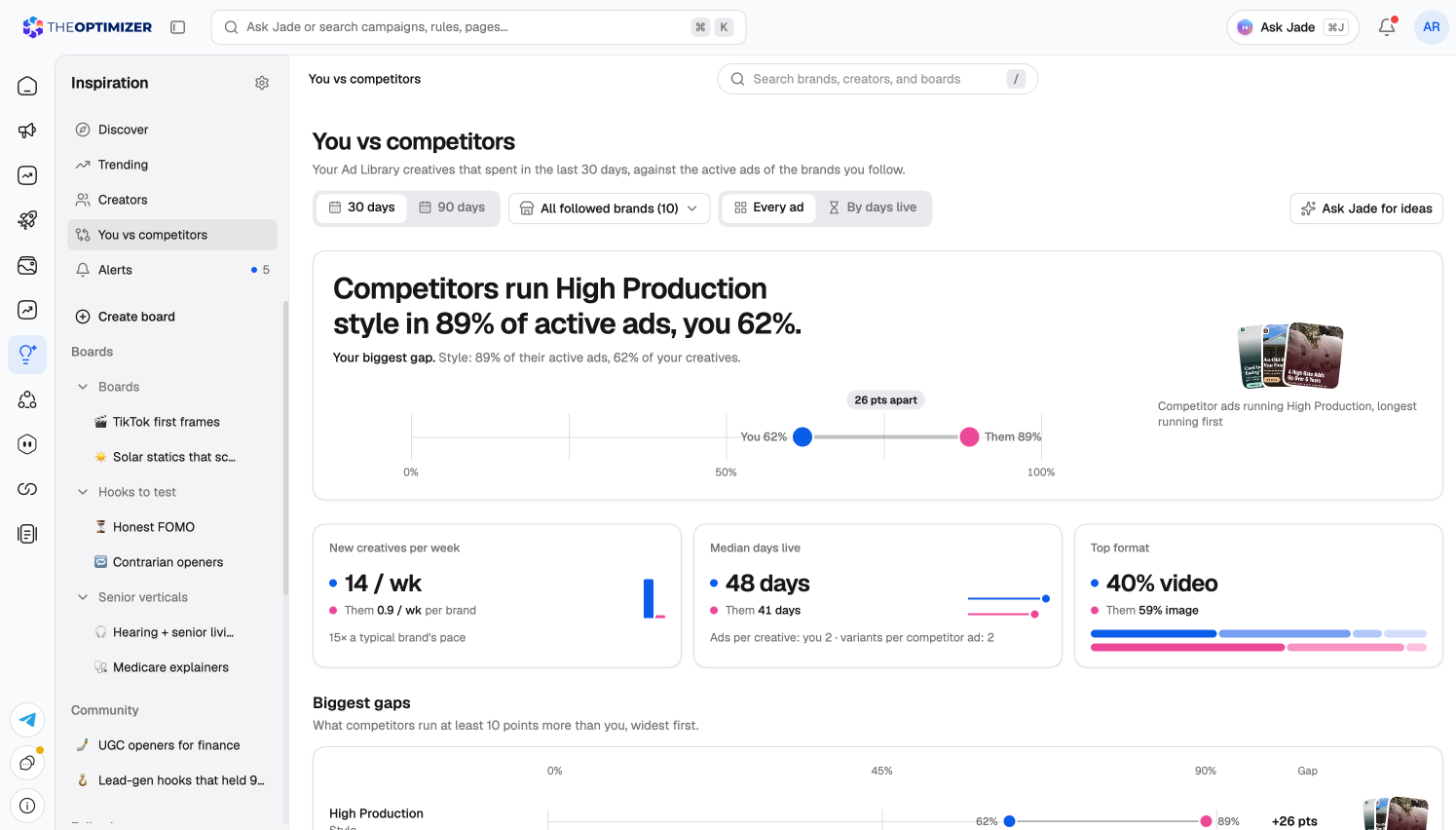 THEOPTIMIZER
Ask Jade or search campaigns, rules, pages...
⌘ K
Ask Jade ⌘J
AR
Inspiration
Discover
Trending
Creators
You vs competitors
Alerts 5
Create board
Boards
Boards
TikTok first frames
Solar statics that sc...
Hooks to test
Honest FOMO
Contrarian openers
Senior verticals
Hearing + senior livi...
Medicare explainers
Community
UGC openers for finance
Lead-gen hooks that held 9...
You vs competitors
Search brands, creators, and boards /
You vs competitors
Your Ad Library creatives that spent in the last 30 days, against the active ads of the brands you follow.
30 days 90 days All followed brands (10) Every ad By days live Ask Jade for ideas
Competitors run High Production
style in 89% of active ads, you 62%.
Your biggest gap. Style: 89% of their active ads, 62% of your creatives.
26 pts apart
You 62% Them 89%
0% 50% 100%
A High Rate Adds
Up Over 6 Years
Competitor ads running High Production, longest
running first
New creatives per week
14 / wk
Them 0.9 / wk per brand
15× a typical brand's pace
Median days live
48 days
Them 41 days
Ads per creative: you 2 · variants per competitor ad: 2
Top format
40% video
Them 59% image
Biggest gaps
What competitors run at least 10 points more than you, widest first.
0% 45% 90% Gap
High Production
Style
62% 89% +26 pts